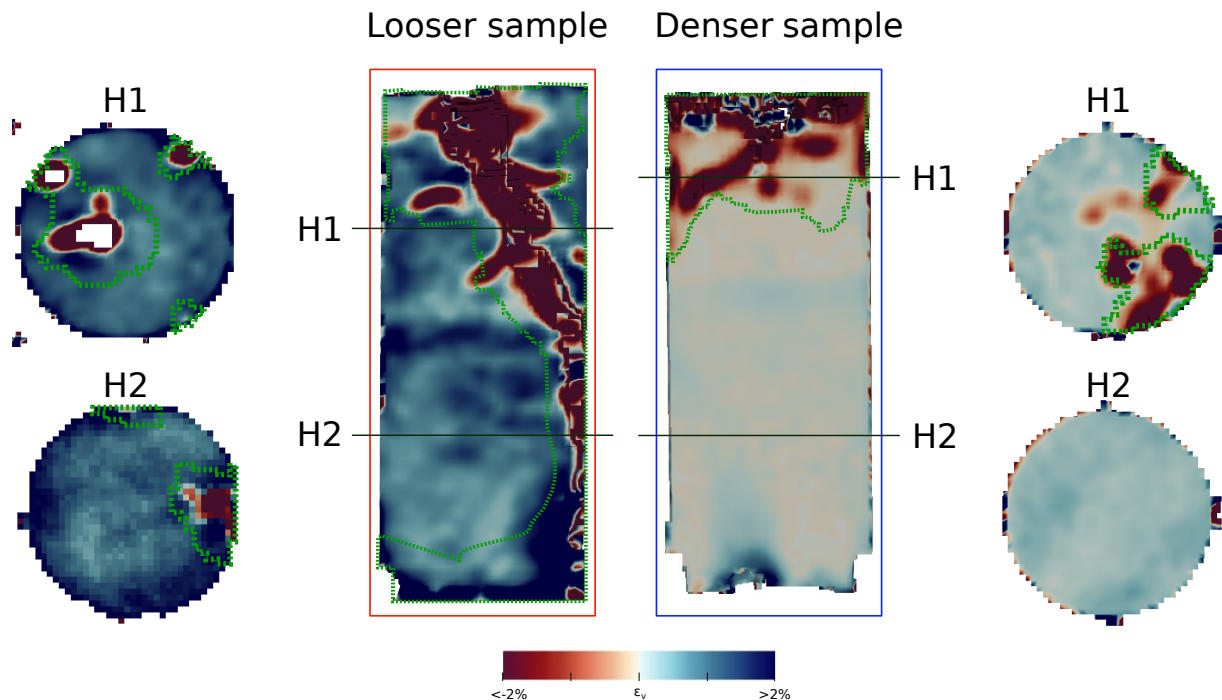 Looser sample
Denser sample
H1
H1
H1
H1
H2
H2
H2
H2
<-2%
εᵥ
>2%